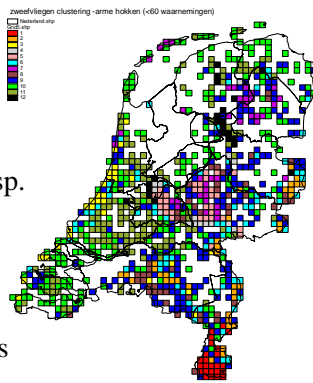 zweefvliegen clustering -arme hokken (<60 waarnemingen)
Nederland.shp
Grid5.shp
1
2
3
4
5
6
7
8
9
10
11
12
sp.
s